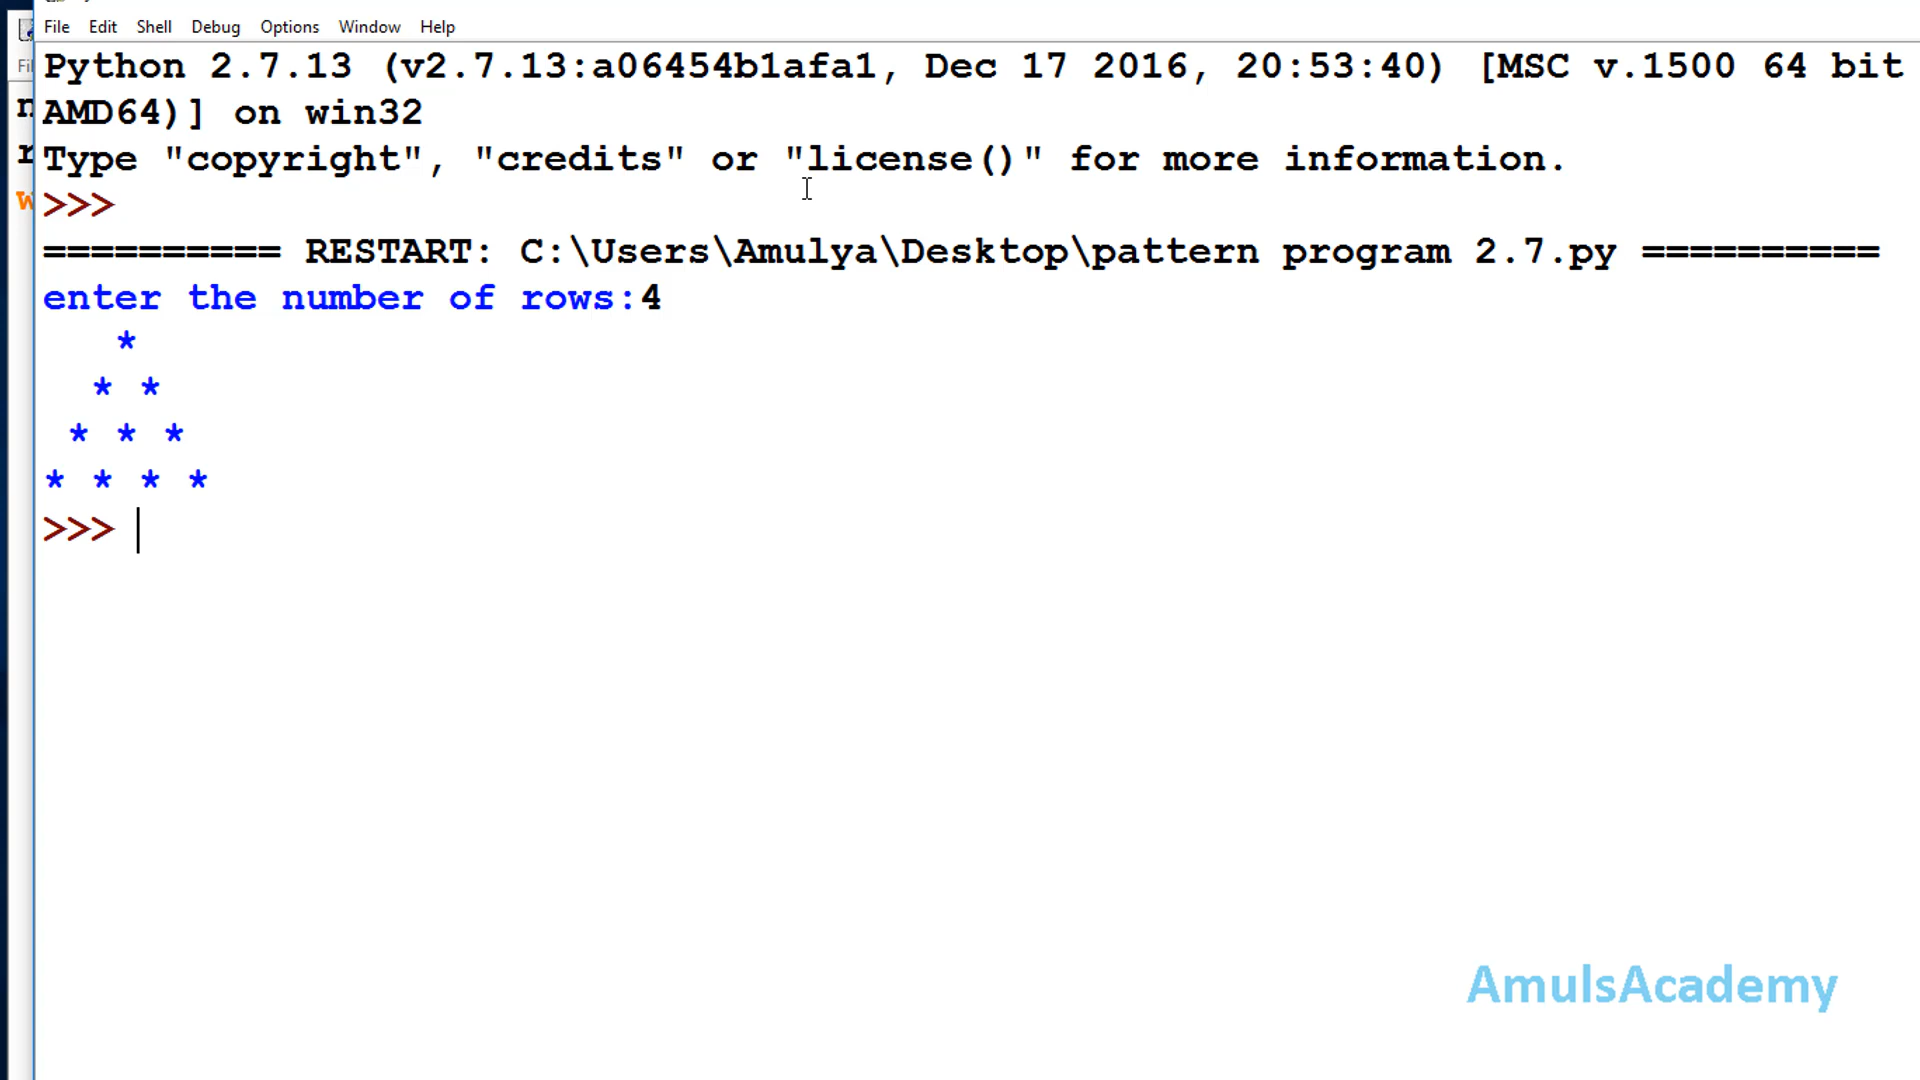 File Edit Shell Debug Options Window Help
Python 2.7.13 (v2.7.13:a06454b1afa1, Dec 17 2016, 20:53:40) [MSC v.1500 64 bit
AMD64)] on win32
Type "copyright", "credits" or "license()" for more information.
>>>
========== RESTART: C:\Users\Amulya\Desktop\pattern program 2.7.py ==========
enter the number of rows:4
   *
  * *
 * * *
* * * *
>>>
AmulsAcademy